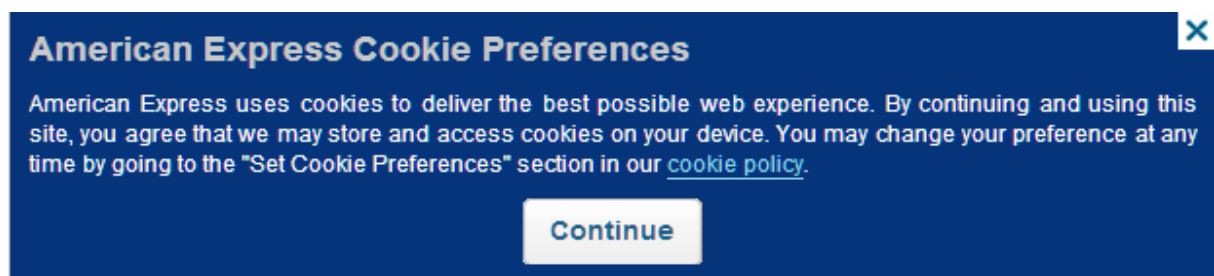 American Express Cookie Preferences
American Express uses cookies to deliver the best possible web experience. By continuing and using this
site, you agree that we may store and access cookies on your device. You may change your preference at any
time by going to the "Set Cookie Preferences" section in our cookie policy.
Continue